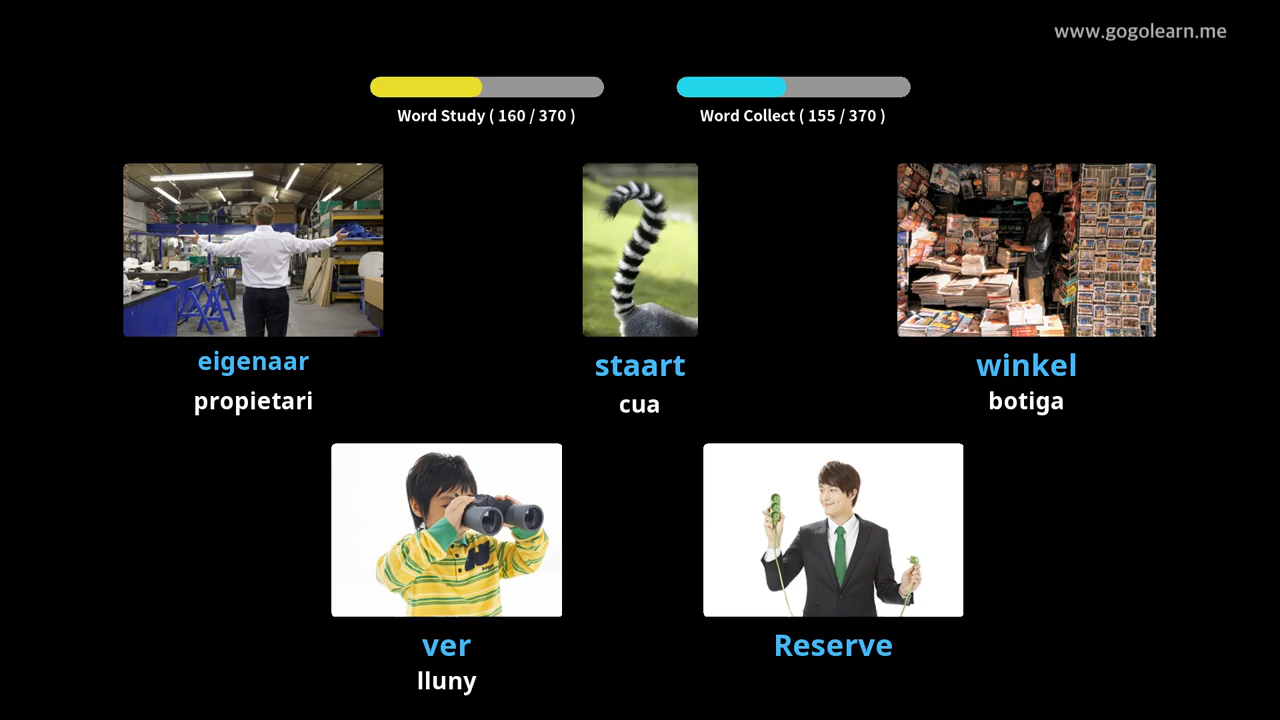 www.gogolearn.me
Word Study ( 160 / 370 )
Word Collect ( 155 / 370 )
eigenaar
propietari
staart
cua
winkel
botiga
ver
lluny
Reserve